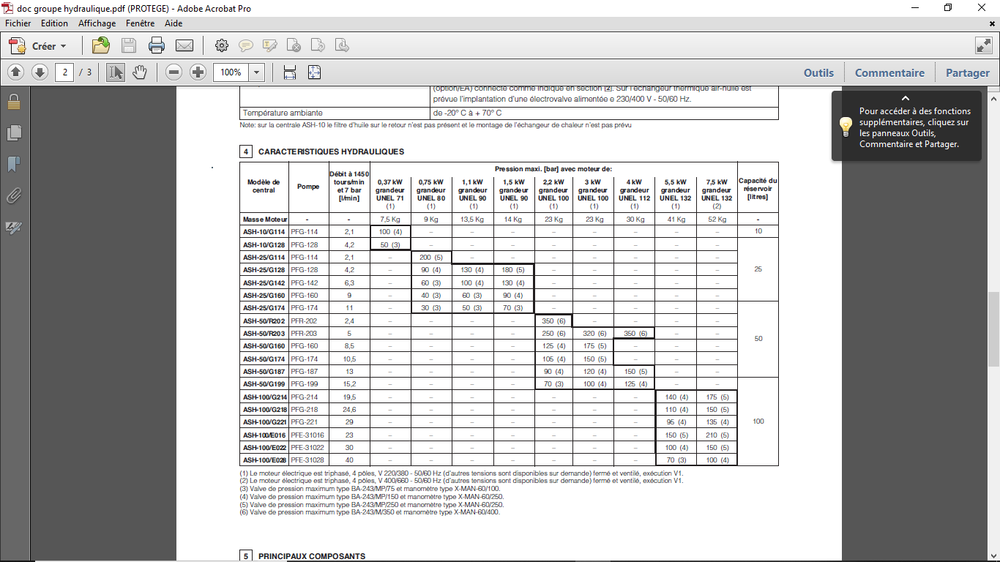 doc groupe hydraulique.pdf (PROTEGE) - Adobe Acrobat Pro
Fichier Edition Affichage Fenêtre Aide
Créer
2 / 3 100% Outils Commentaire Partager
(option/EA) connecté comme indiqué en section [2]. Sur l'échangeur thermique air-huile est
prévue l'implantation d'une électrovalve alimentée e 230/400 V - 50/60 Hz.
Température ambiante de -20° C à + 70° C
Note: sur la centrale ASH-10 le filtre d'huile sur le retour n'est pas présent et le montage de l'échangeur de chaleur n'est pas prévu
Pour accéder à des fonctions
supplémentaires, cliquez sur
les panneaux Outils,
Commentaire et Partager.
4 CARACTERISTIQUES HYDRAULIQUES
Modèle de central Pompe Débit à 1450 tours/min et 7 bar [l/min] Pression maxi. [bar] avec moteur de: Capacité du réservoir [litres]
0,37 kW grandeur UNEL 71 (1) 0,75 kW grandeur UNEL 80 (1) 1,1 kW grandeur UNEL 90 (1) 1,5 kW grandeur UNEL 90 (1) 2,2 kW grandeur UNEL 100 (1) 3 kW grandeur UNEL 100 (1) 4 kW grandeur UNEL 112 (1) 5,5 kW grandeur UNEL 132 (1) 7,5 kW grandeur UNEL 132 (2)
Masse Moteur - - 7,5 Kg 9 Kg 13,5 Kg 14 Kg 23 Kg 23 Kg 30 Kg 41 Kg 52 Kg -
ASH-10/G114 PFG-114 2,1 100 (4) – – – – – – – – 10
ASH-10/G128 PFG-128 4,2 50 (3) – – – – – – – –
ASH-25/G114 PFG-114 2,1 – 200 (5) – – – – – – –
ASH-25/G128 PFG-128 4,2 – 90 (4) 130 (4) 180 (5) – – – – – 25
ASH-25/G142 PFG-142 6,3 – 60 (3) 100 (4) 130 (4) – – – – –
ASH-25/G160 PFG-160 9 – 40 (3) 60 (3) 90 (4) – – – – –
ASH-25/G174 PFG-174 11 – 30 (3) 50 (3) 70 (3) – – – – –
ASH-50/R202 PFR-202 2,4 – – – – 350 (6) – – – –
ASH-50/R203 PFR-203 5 – – – – 250 (6) 320 (6) 350 (6) – – 50
ASH-50/G160 PFG-160 8,5 – – – – 125 (4) 175 (5) – – –
ASH-50/G174 PFG-174 10,5 – – – – 105 (4) 150 (5) – – –
ASH-50/G187 PFG-187 13 – – – – 90 (4) 120 (4) 150 (5) – –
ASH-50/G199 PFG-199 15,2 – – – – 70 (3) 100 (4) 125 (4) – –
ASH-100/G214 PFG-214 19,5 – – – – – – – 140 (4) 175 (5)
ASH-100/G218 PFG-218 24,6 – – – – – – – 110 (4) 150 (5)
ASH-100/G221 PFG-221 29 – – – – – – – 95 (4) 135 (4) 100
ASH-100/E016 PFE-31016 23 – – – – – – – 150 (5) 210 (5)
ASH-100/E022 PFE-31022 30 – – – – – – – 100 (4) 150 (5)
ASH-100/E028 PFE-31028 40 – – – – – – – 70 (3) 100 (4)
(1) Le moteur électrique est triphasé, 4 pôles, V 220/380 - 50/60 Hz (d'autres tensions sont disponibles sur demande) fermé et ventilé, exécution V1.
(2) Le moteur électrique est triphasé, 4 pôles, V 400/660 - 50/60 Hz (d'autres tensions sont disponibles sur demande) fermé et ventilé, exécution V1.
(3) Valve de pression maximum type BA-243/MP/75 et manomètre type X-MAN-60/100.
(4) Valve de pression maximum type BA-243/MP/150 et manomètre type X-MAN-60/250.
(5) Valve de pression maximum type BA-243/MP/250 et manomètre type X-MAN-60/250.
(6) Valve de pression maximum type BA-243/M/350 et manomètre type X-MAN-60/400.
5 PRINCIPAUX COMPOSANTS